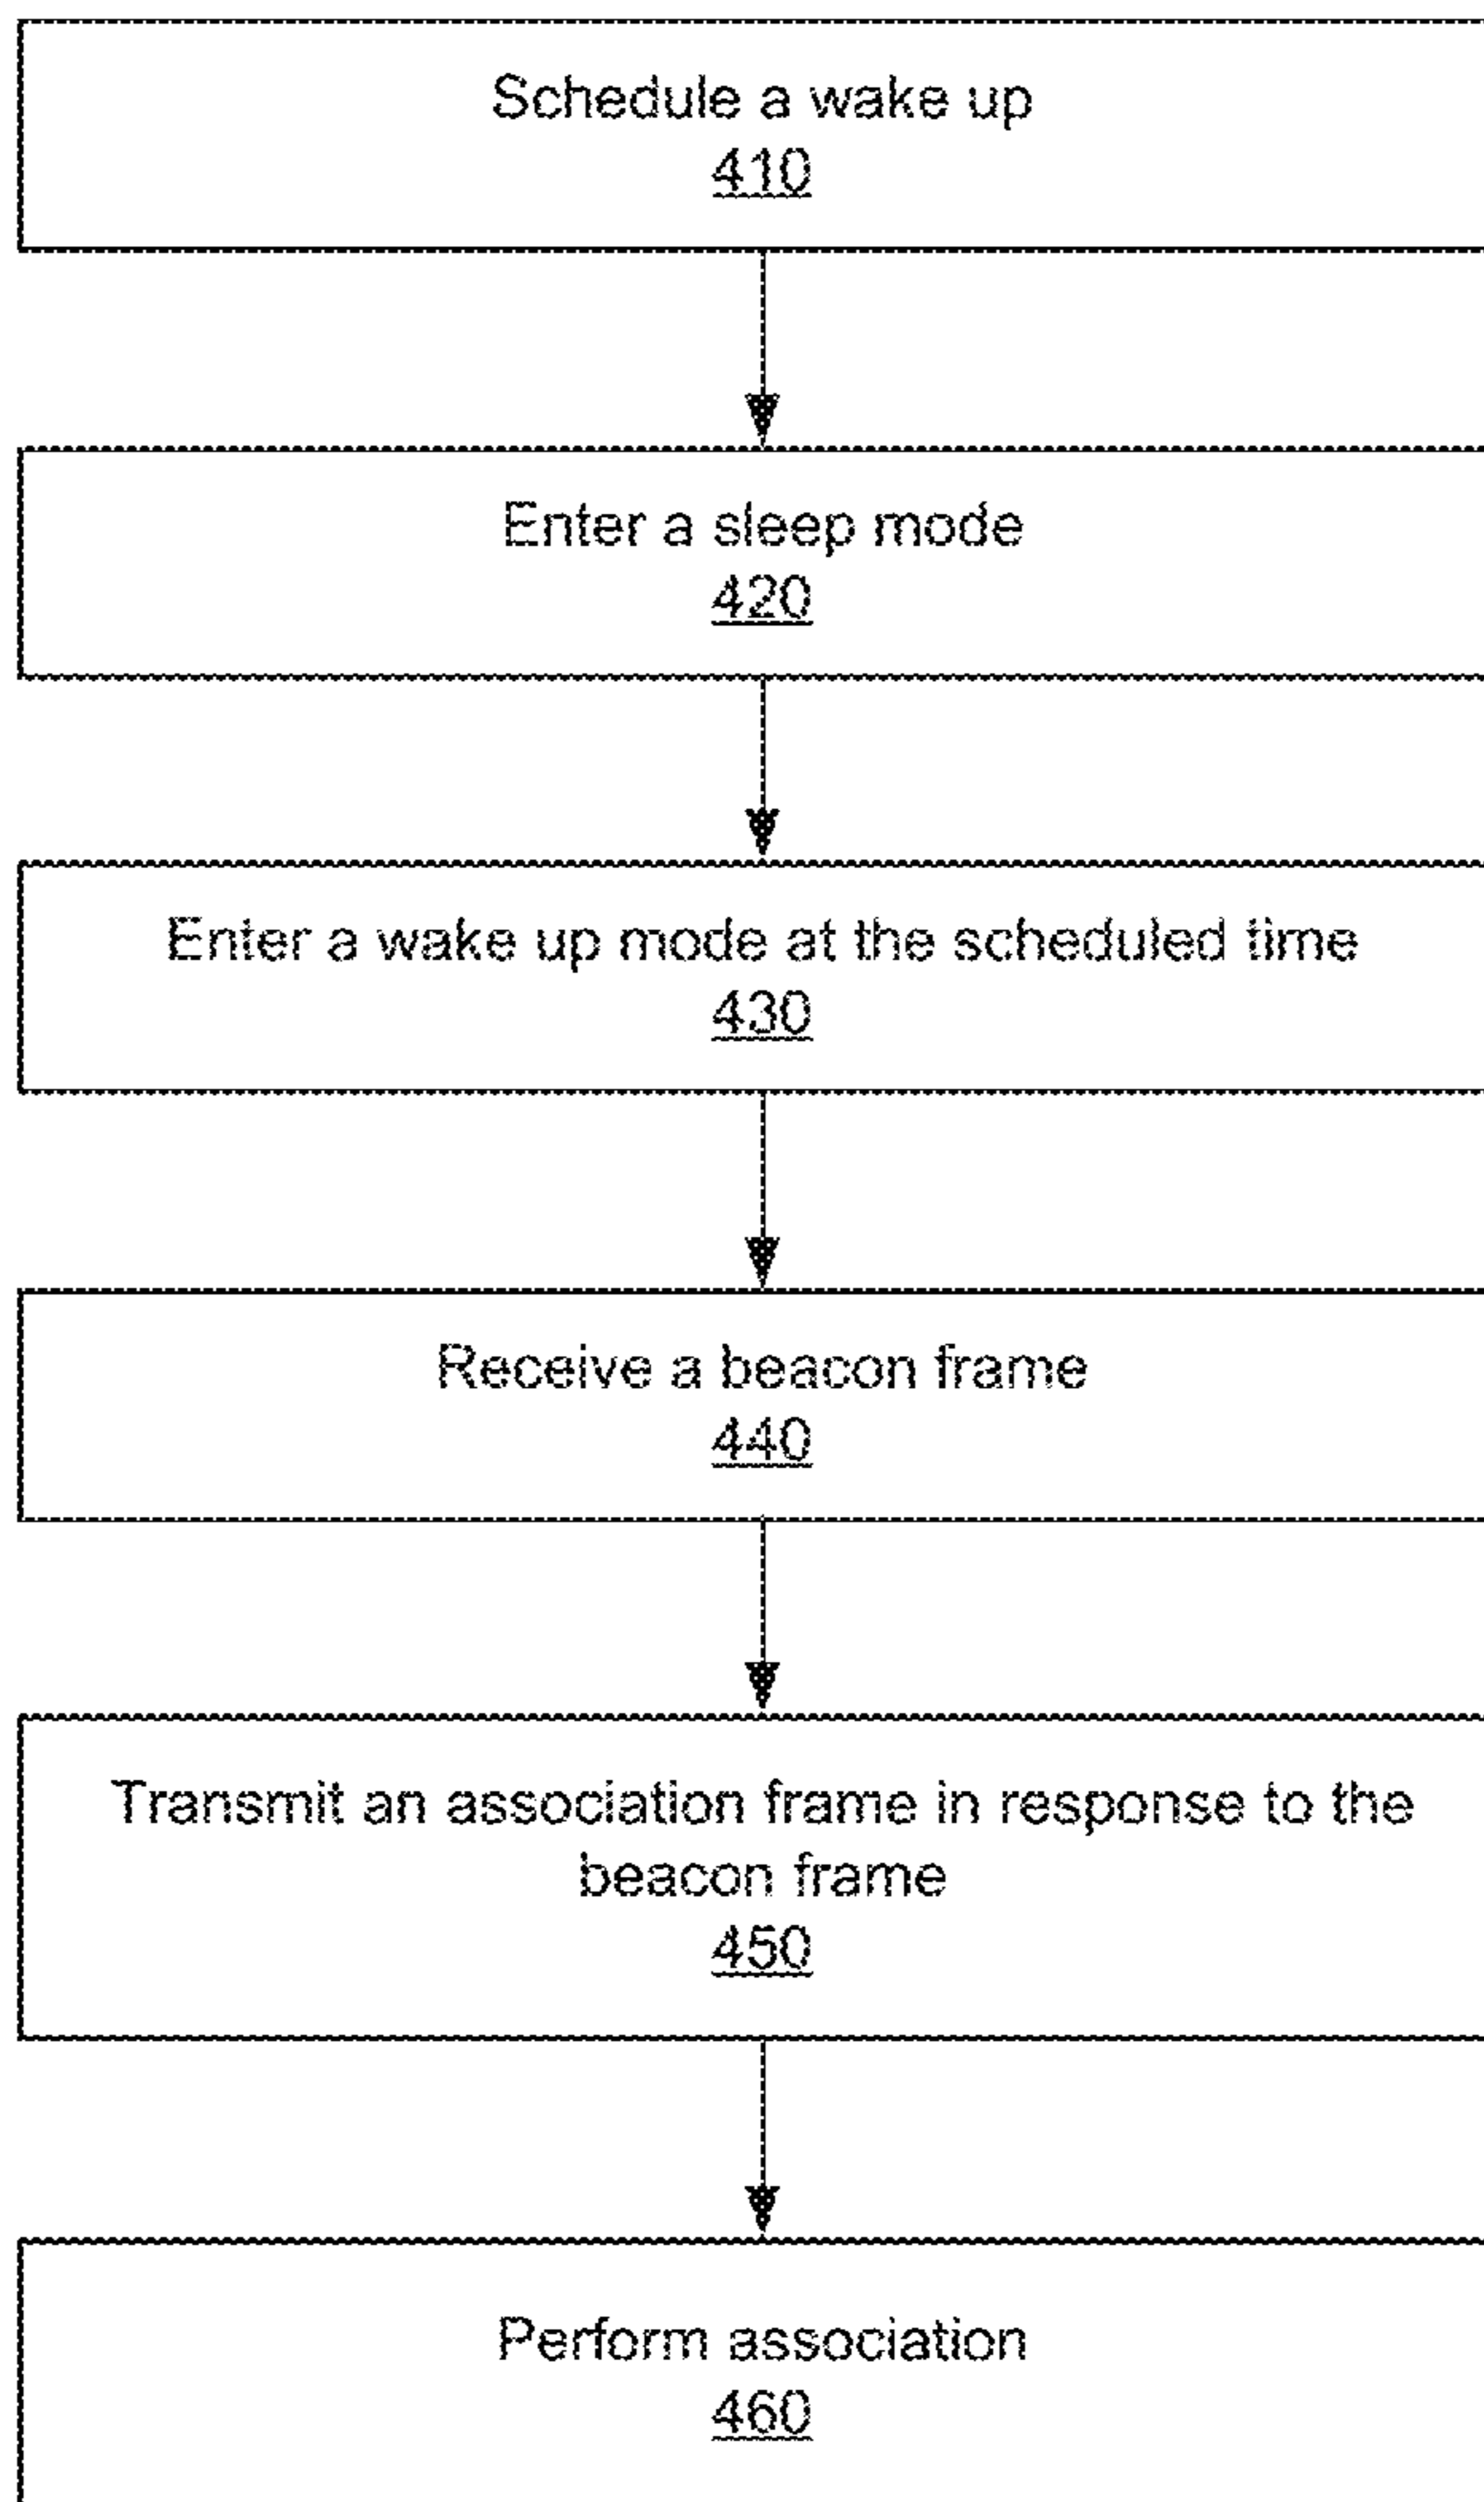 Schedule a wake up
410
Enter a sleep mode
420
Enter a wake up mode at the scheduled time
430
Receive a beacon frame
440
Transmit an association frame in response to the
beacon frame
450
Perform association
460